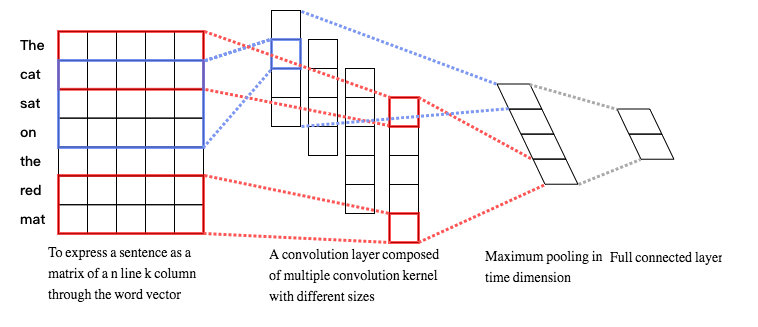 The
cat
sat
on
the
red
mat
To express a sentence as a
matrix of a n line k column
through the word vector
A convolution layer composed
of multiple convolution kernel
with different sizes
Maximum pooling in
time dimension
Full connected layer